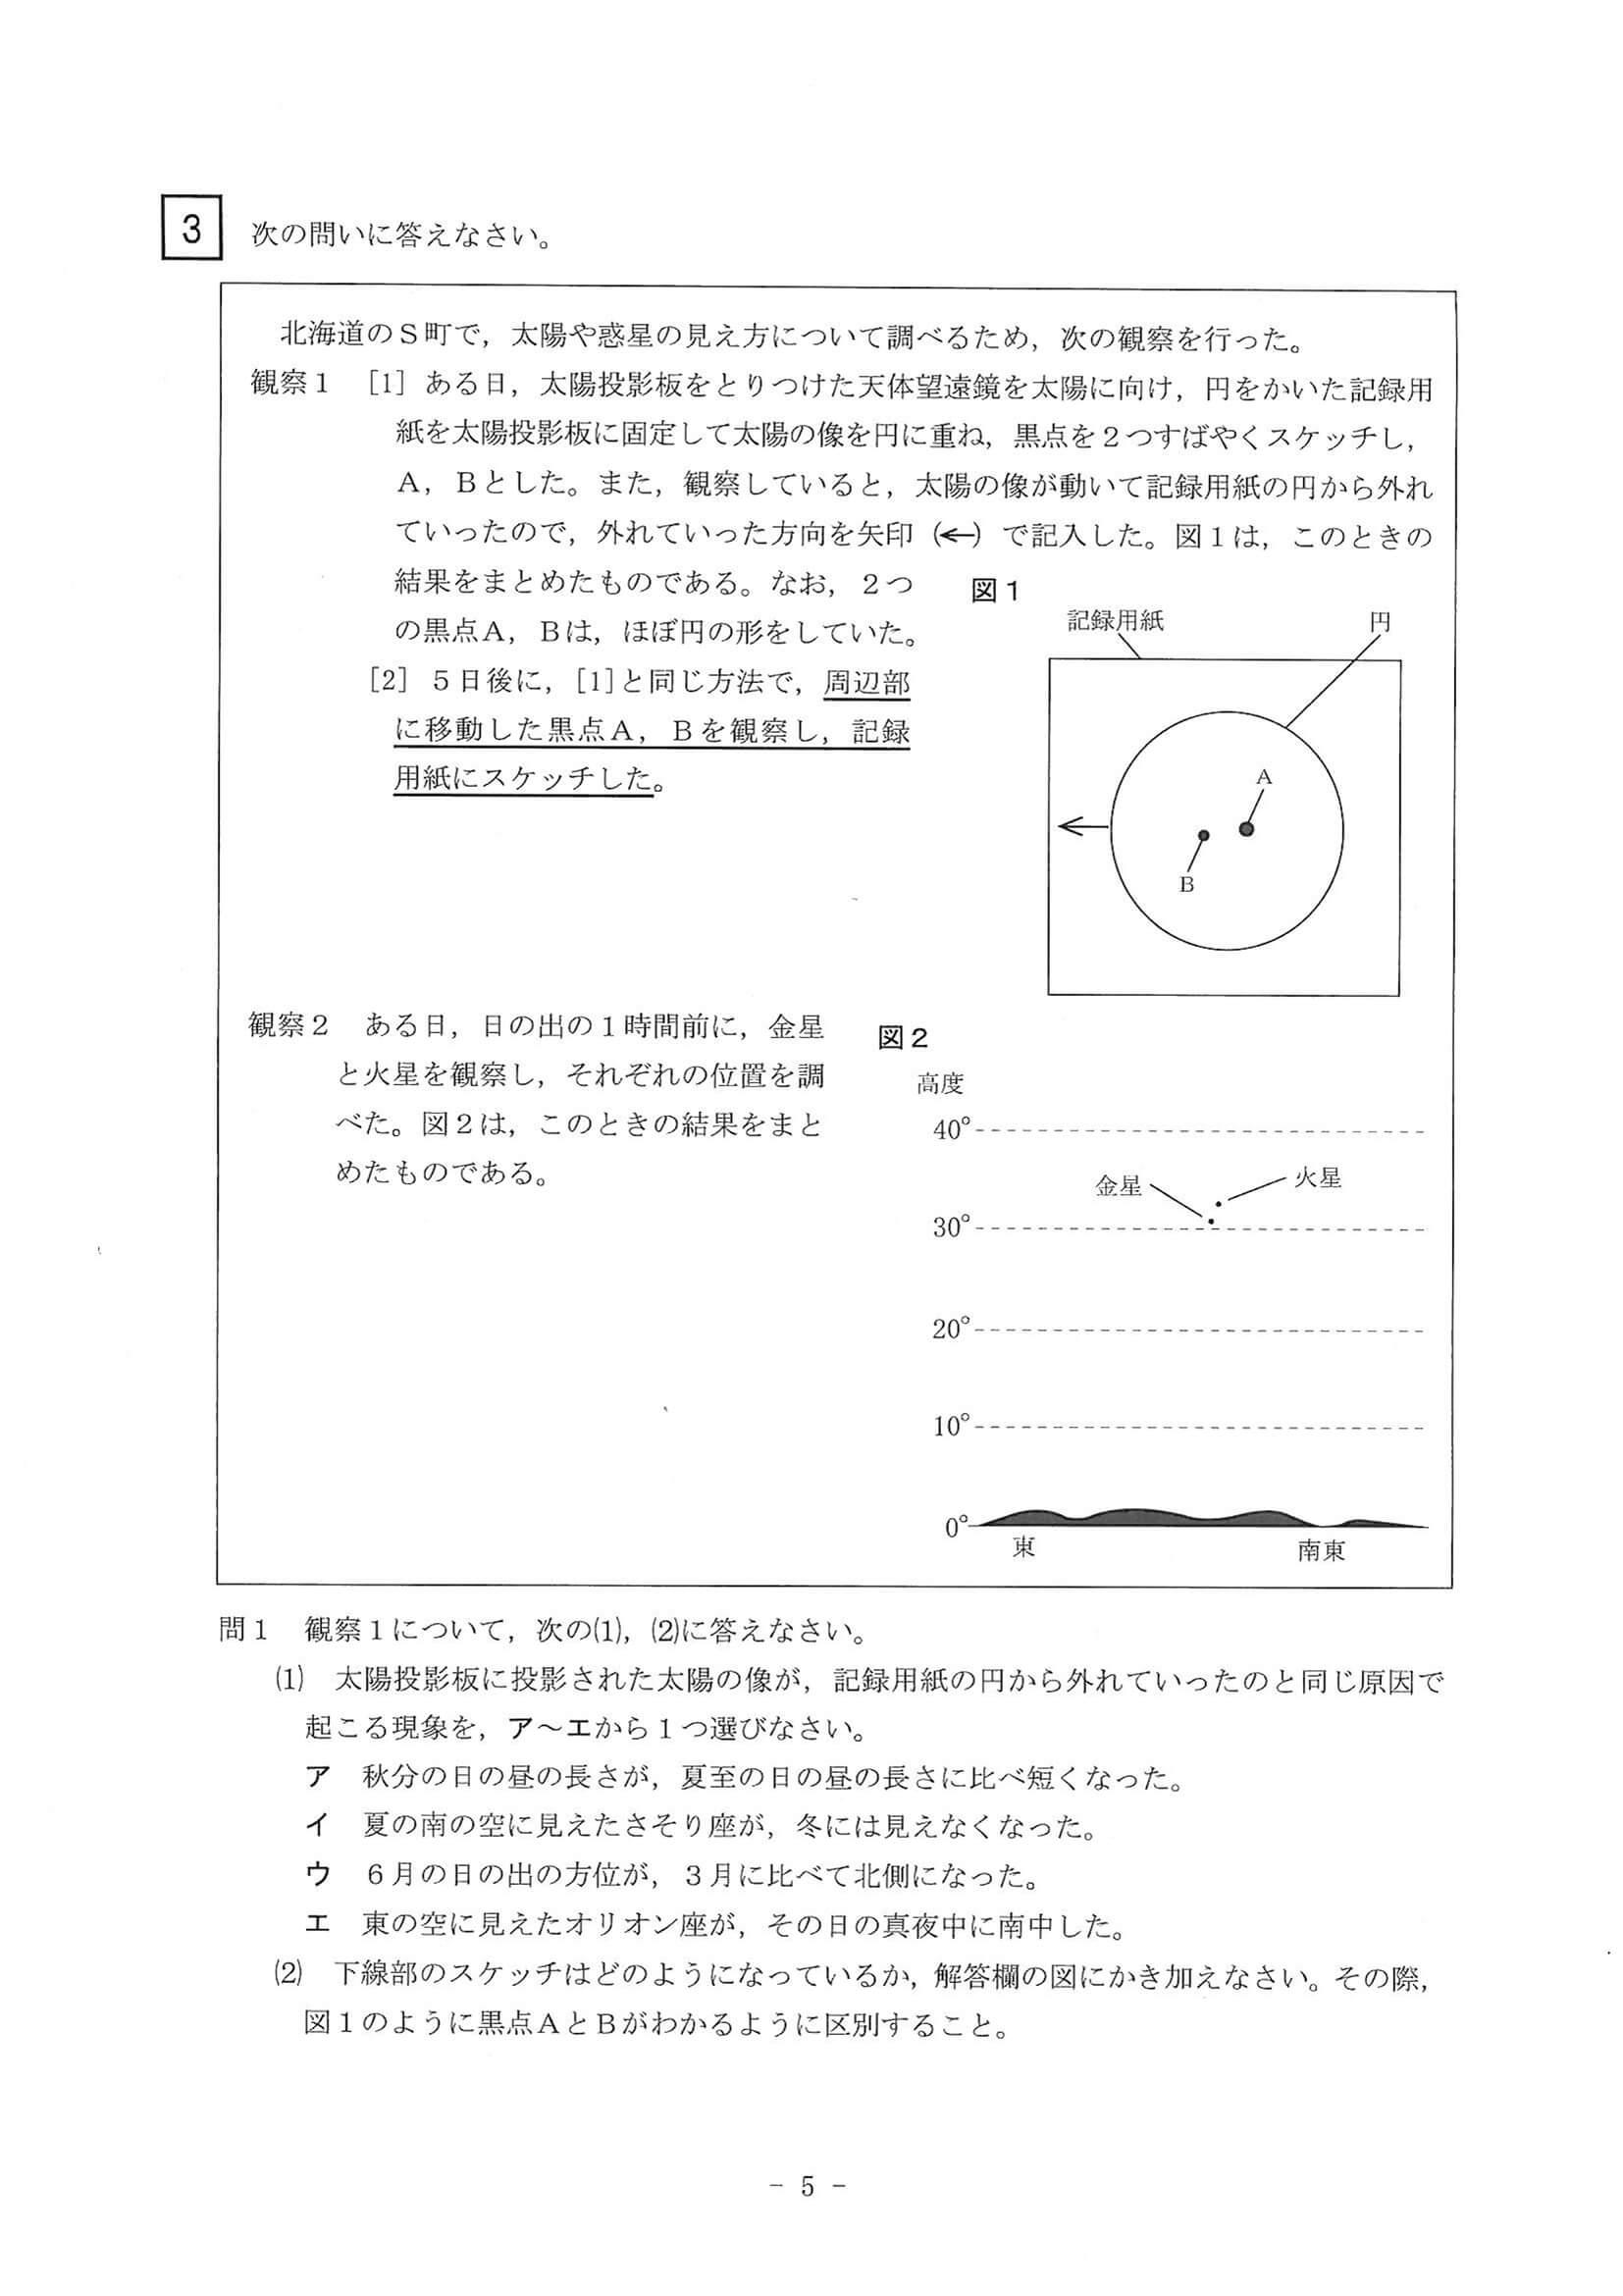 3 次の問いに答えなさい。
北海道のＳ町で，太陽や惑星の見え方について調べるため，次の観察を行った。
観察１ ［1］ ある日，太陽投影板をとりつけた天体望遠鏡を太陽に向け，円をかいた記録用
紙を太陽投影板に固定して太陽の像を円に重ね，黒点を２つすばやくスケッチし，
Ａ，Ｂとした。また，観察していると，太陽の像が動いて記録用紙の円から外れ
ていったので，外れていった方向を矢印（←）で記入した。図１は，このときの
結果をまとめたものである。なお，２つ
の黒点Ａ，Ｂは，ほぼ円の形をしていた。
［2］ ５日後に，［1］と同じ方法で，周辺部
に移動した黒点Ａ，Ｂを観察し，記録
用紙にスケッチした。
図１
記録用紙
円
A
B
観察２ ある日，日の出の１時間前に，金星
と火星を観察し，それぞれの位置を調
べた。図２は，このときの結果をまと
めたものである。
図２
高度
40°
金星
火星
30°
20°
10°
0°
東
南東
問１ 観察１について，次の⑴，⑵に答えなさい。
⑴ 太陽投影板に投影された太陽の像が，記録用紙の円から外れていったのと同じ原因で
起こる現象を，ア～エから１つ選びなさい。
ア 秋分の日の昼の長さが，夏至の日の昼の長さに比べ短くなった。
イ 夏の南の空に見えたさそり座が，冬には見えなくなった。
ウ ６月の日の出の方位が，３月に比べて北側になった。
エ 東の空に見えたオリオン座が，その日の真夜中に南中した。
⑵ 下線部のスケッチはどのようになっているか，解答欄の図にかき加えなさい。その際，
図１のように黒点ＡとＢがわかるように区別すること。
- 5 -